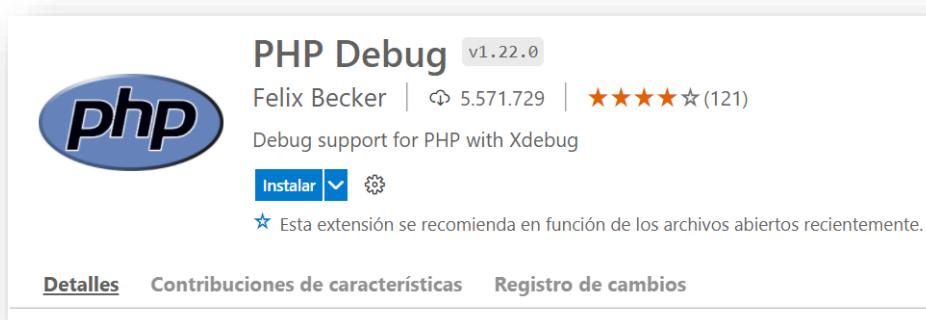 php
PHP Debug v1.22.0
Felix Becker 5.571.729 (121)
Debug support for PHP with Xdebug
Instalar
Esta extensión se recomienda en función de los archivos abiertos recientemente.
Detalles Contribuciones de características Registro de cambios